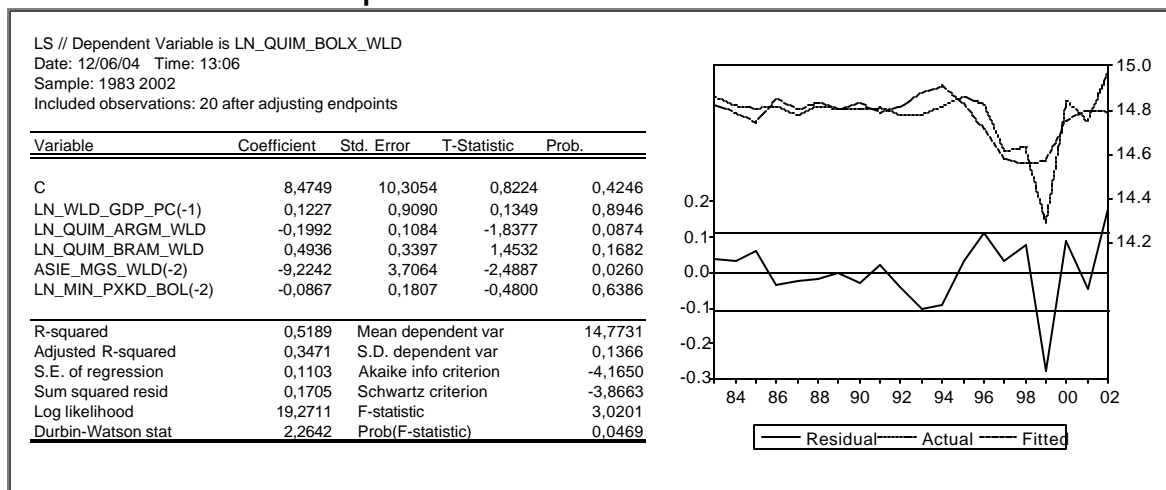 LS // Dependent Variable is LN_QUIM_BOLX_WLD
Date: 12/06/04 Time: 13:06
Sample: 1983 2002
Included observations: 20 after adjusting endpoints
Variable Coefficient Std. Error T-Statistic Prob.
C 8,4749 10,3054 0,8224 0,4246
LN_WLD_GDP_PC(-1) 0,1227 0,9090 0,1349 0,8946
LN_QUIM_ARGM_WLD -0,1992 0,1084 -1,8377 0,0874
LN_QUIM_BRAM_WLD 0,4936 0,3397 1,4532 0,1682
ASIE_MGS_WLD(-2) -9,2242 3,7064 -2,4887 0,0260
LN_MIN_PXKD_BOL(-2) -0,0867 0,1807 -0,4800 0,6386
R-squared 0,5189 Mean dependent var 14,7731
Adjusted R-squared 0,3471 S.D. dependent var 0,1366
S.E. of regression 0,1103 Akaike info criterion -4,1650
Sum squared resid 0,1705 Schwartz criterion -3,8663
Log likelihood 19,2711 F-statistic 3,0201
Durbin-Watson stat 2,2642 Prob(F-statistic) 0,0469
15.0
14.8
14.6
14.4
14.2
0.2
0.1
0.0
-0.1
-0.2
-0.3
84 86 88 90 92 94 96 98 00 02
Residual Actual Fitted